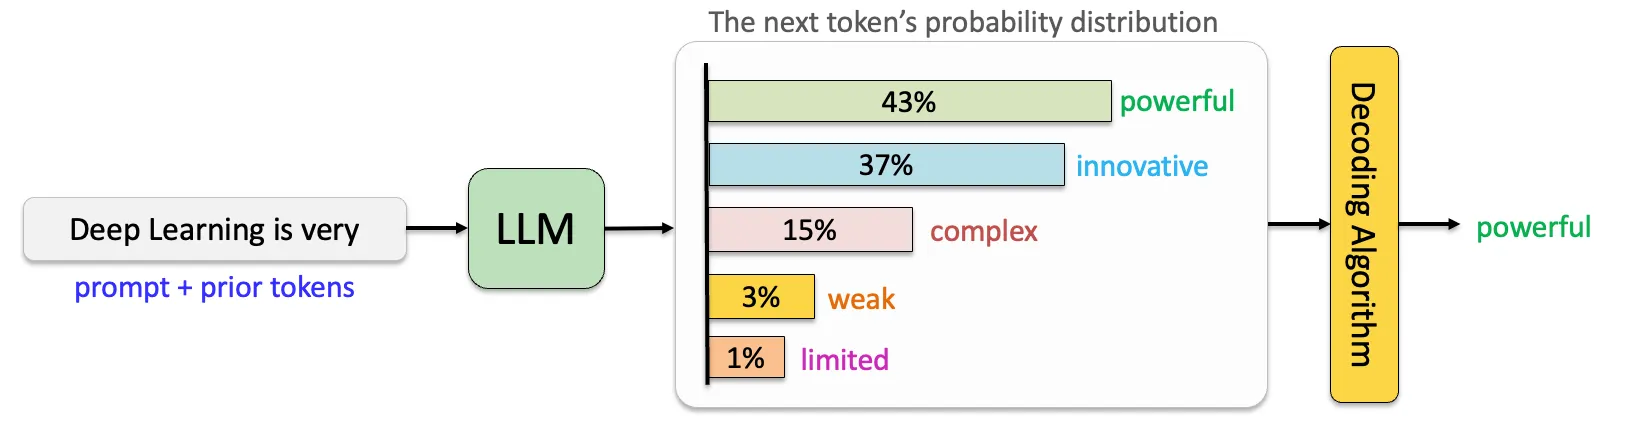 The next token's probability distribution
Deep Learning is very
prompt + prior tokens
LLM
43% powerful
37% innovative
15% complex
3% weak
1% limited
Decoding Algorithm
powerful